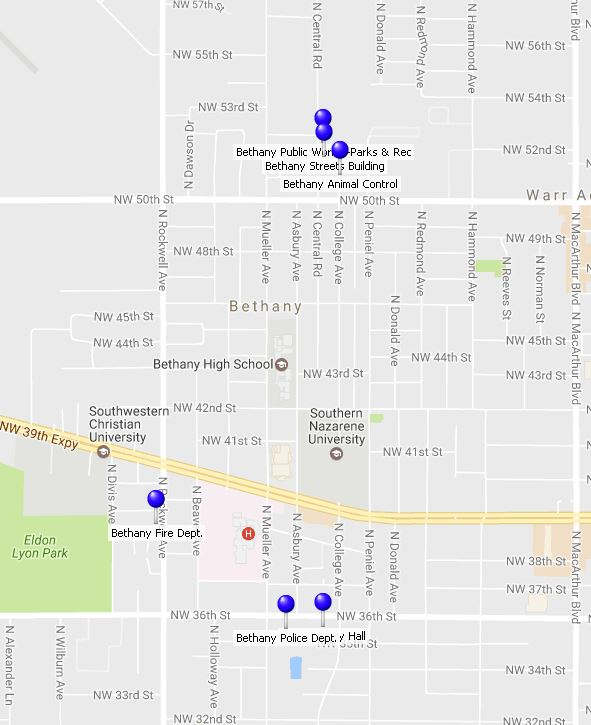 NW 57th St
N Central Rd
N Donald Ave
N Redmond Ave
N Hammond Ave
NW 56th St
NW 55th St
NW 54th St
NW 53rd St
N Dawson Dr
NW 52nd St
Bethany Public Parks & Rec
Bethany Streets Building
Bethany Animal Control
NW 50th St
NW 50th St
Warr
N Rockwell Ave
N Mueller Ave
N Asbury Ave
N Central Rd
N College Ave
N Peniel Ave
N Redmond Ave
N Hammond Ave
N MacArthur Blvd
NW 49th St
NW 48th St
N Reeves St
N Norman St
Bethany
N Donald Ave
N MacArthur Blvd
NW 45th St
NW 45th St
NW 44th St
NW 44th St
Bethany High School
NW 43rd St
NW 43rd St
NW 42nd St
Southwestern
Christian
University
Southern
Nazarene
University
NW 39th Expy
NW 41st St
NW 41st St
N Divis Ave
N Rockwell Ave
N Beaver Ave
N Mueller Ave
N Asbury Ave
N College Ave
N Peniel Ave
N Donald Ave
N MacArthur Blvd
Bethany Fire Dept.
H
Eldon
Lyon Park
NW 38th St
NW 37th St
NW 36th St
NW 36th St
Bethany Police Dept. Hall
N Alexander Ln
N Wilburn Ave
N Holloway Ave
NW 34th St
NW 33rd St
NW 33rd St
NW 32nd St
NW 32nd St